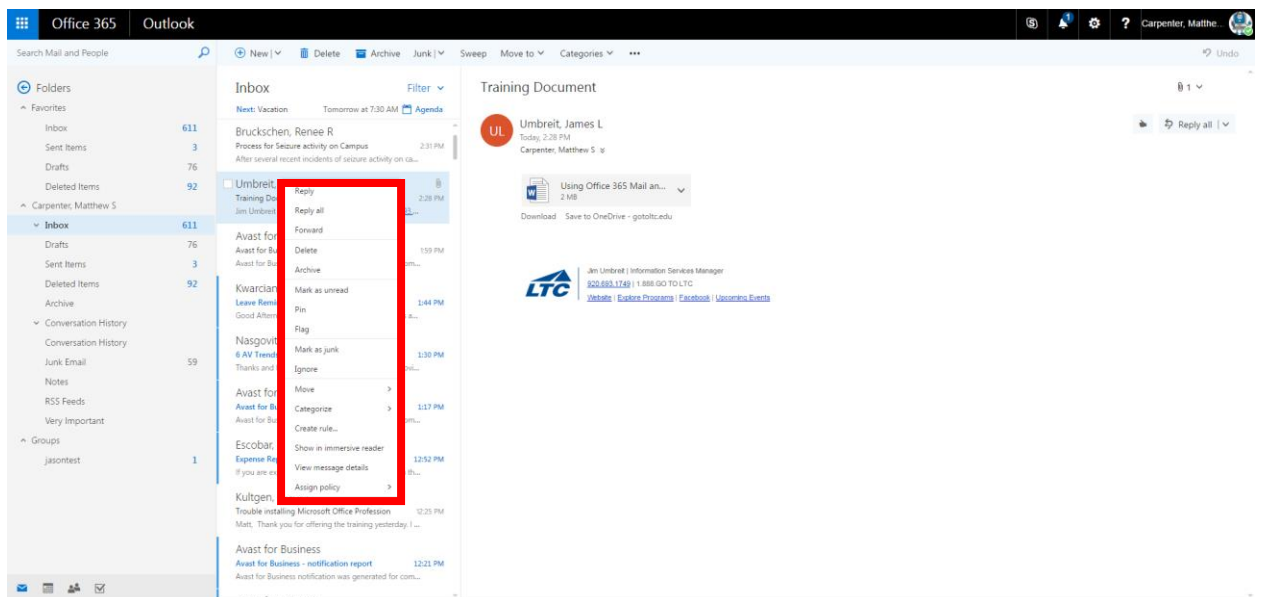 Office 365 Outlook
Carpenter, Matthe...
Search Mail and People
New
Delete
Archive
Junk
Sweep
Move to
Categories
Undo
Folders
Favorites
Inbox 611
Sent Items 3
Drafts 76
Deleted Items 92
Carpenter, Matthew S
Inbox 611
Drafts 76
Sent Items 3
Deleted Items 92
Archive
Conversation History
Conversation History
Junk Email 59
Notes
RSS Feeds
Very Important
Groups
jasontest 1
Inbox Filter
Next: Vacation Tomorrow at 7:30 AM Agenda
Bruckschen, Renee R
Process for Seizure activity on Campus 2:31 PM
After several recent incidents of seizure activity on ca...
Umbreit,
Training Do 2:28 PM
Jim Umbreit
Avast for
Avast for Bu 1:59 PM
Avast for Bu om...
Kwarcian
Leave Remi 1:44 PM
Good Aftern a...
Nasgovit
6 AV Trends 1:30 PM
Thanks and
Avast for
Avast for Bu 1:17 PM
Avast for Bu om...
Escobar,
Expense Re 12:52 PM
If you are ex th...
Kultgen,
Trouble installing Microsoft Office Profession 12:25 PM
Matt, Thank you for offering the training yesterday. I ...
Avast for Business
Avast for Business - notification report 12:21 PM
Avast for Business notification was generated for com...
Reply
Reply all
Forward
Delete
Archive
Mark as unread
Pin
Flag
Mark as junk
Ignore
Move
Categorize
Create rule...
Show in immersive reader
View message details
Assign policy
Training Document
1
UL
Umbreit, James L
Today, 2:28 PM
Carpenter, Matthew S
Reply all
Using Office 365 Mail an...
2 MB
Download Save to OneDrive - gotoltc.edu
LTC
Jim Umbreit | Information Services Manager
920.693.1749 | 1.888.GO TO LTC
Website | Explore Programs | Facebook | Upcoming Events